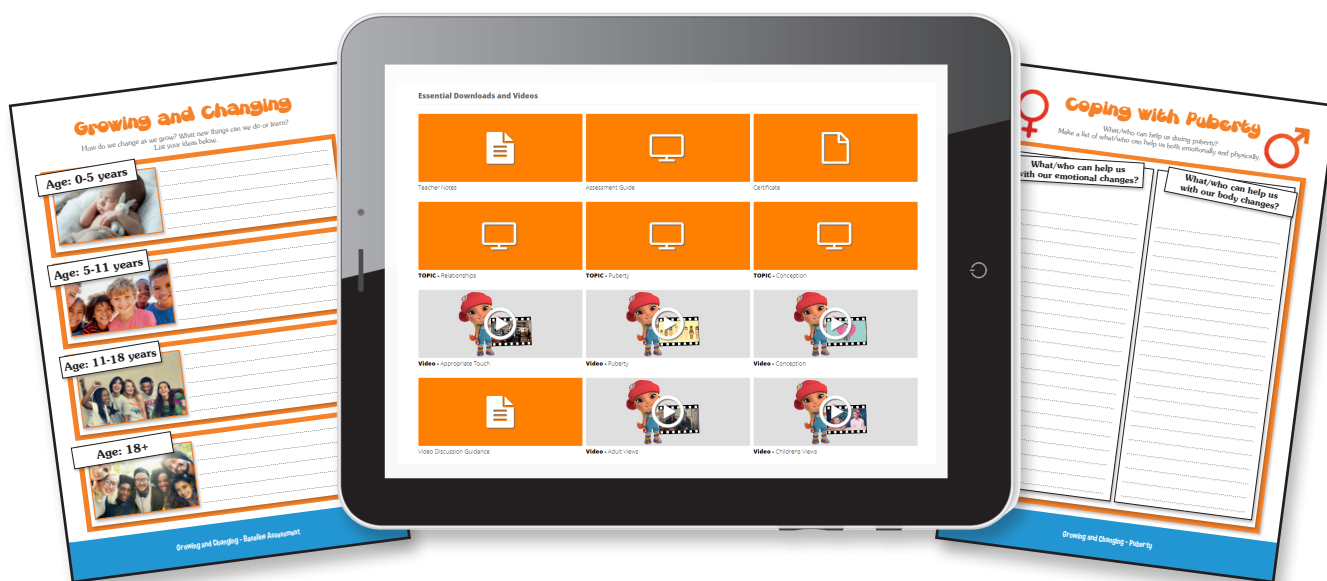 Growing and Changing
How do we change as we grow? What new things can we do or learn?
List your ideas below.
Age: 0-5 years
Age: 5-11 years
Age: 11-18 years
Age: 18+
Growing and Changing - Baseline Assessment
Essential Downloads and Videos
Teacher Notes
Assessment Guide
Certificate
TOPIC - Relationships
TOPIC - Puberty
TOPIC - Conception
Video - Appropriate Touch
Video - Puberty
Video - Conception
Video Discussion Guidance
Video - Adult Views
Video - Childrens Views
Coping with Puberty
What/who can help us during puberty?
Make a list of what/who can help us both emotionally and physically.
What/who can help us
with our emotional changes?
What/who can help us
with our body changes?
Growing and Changing - Puberty